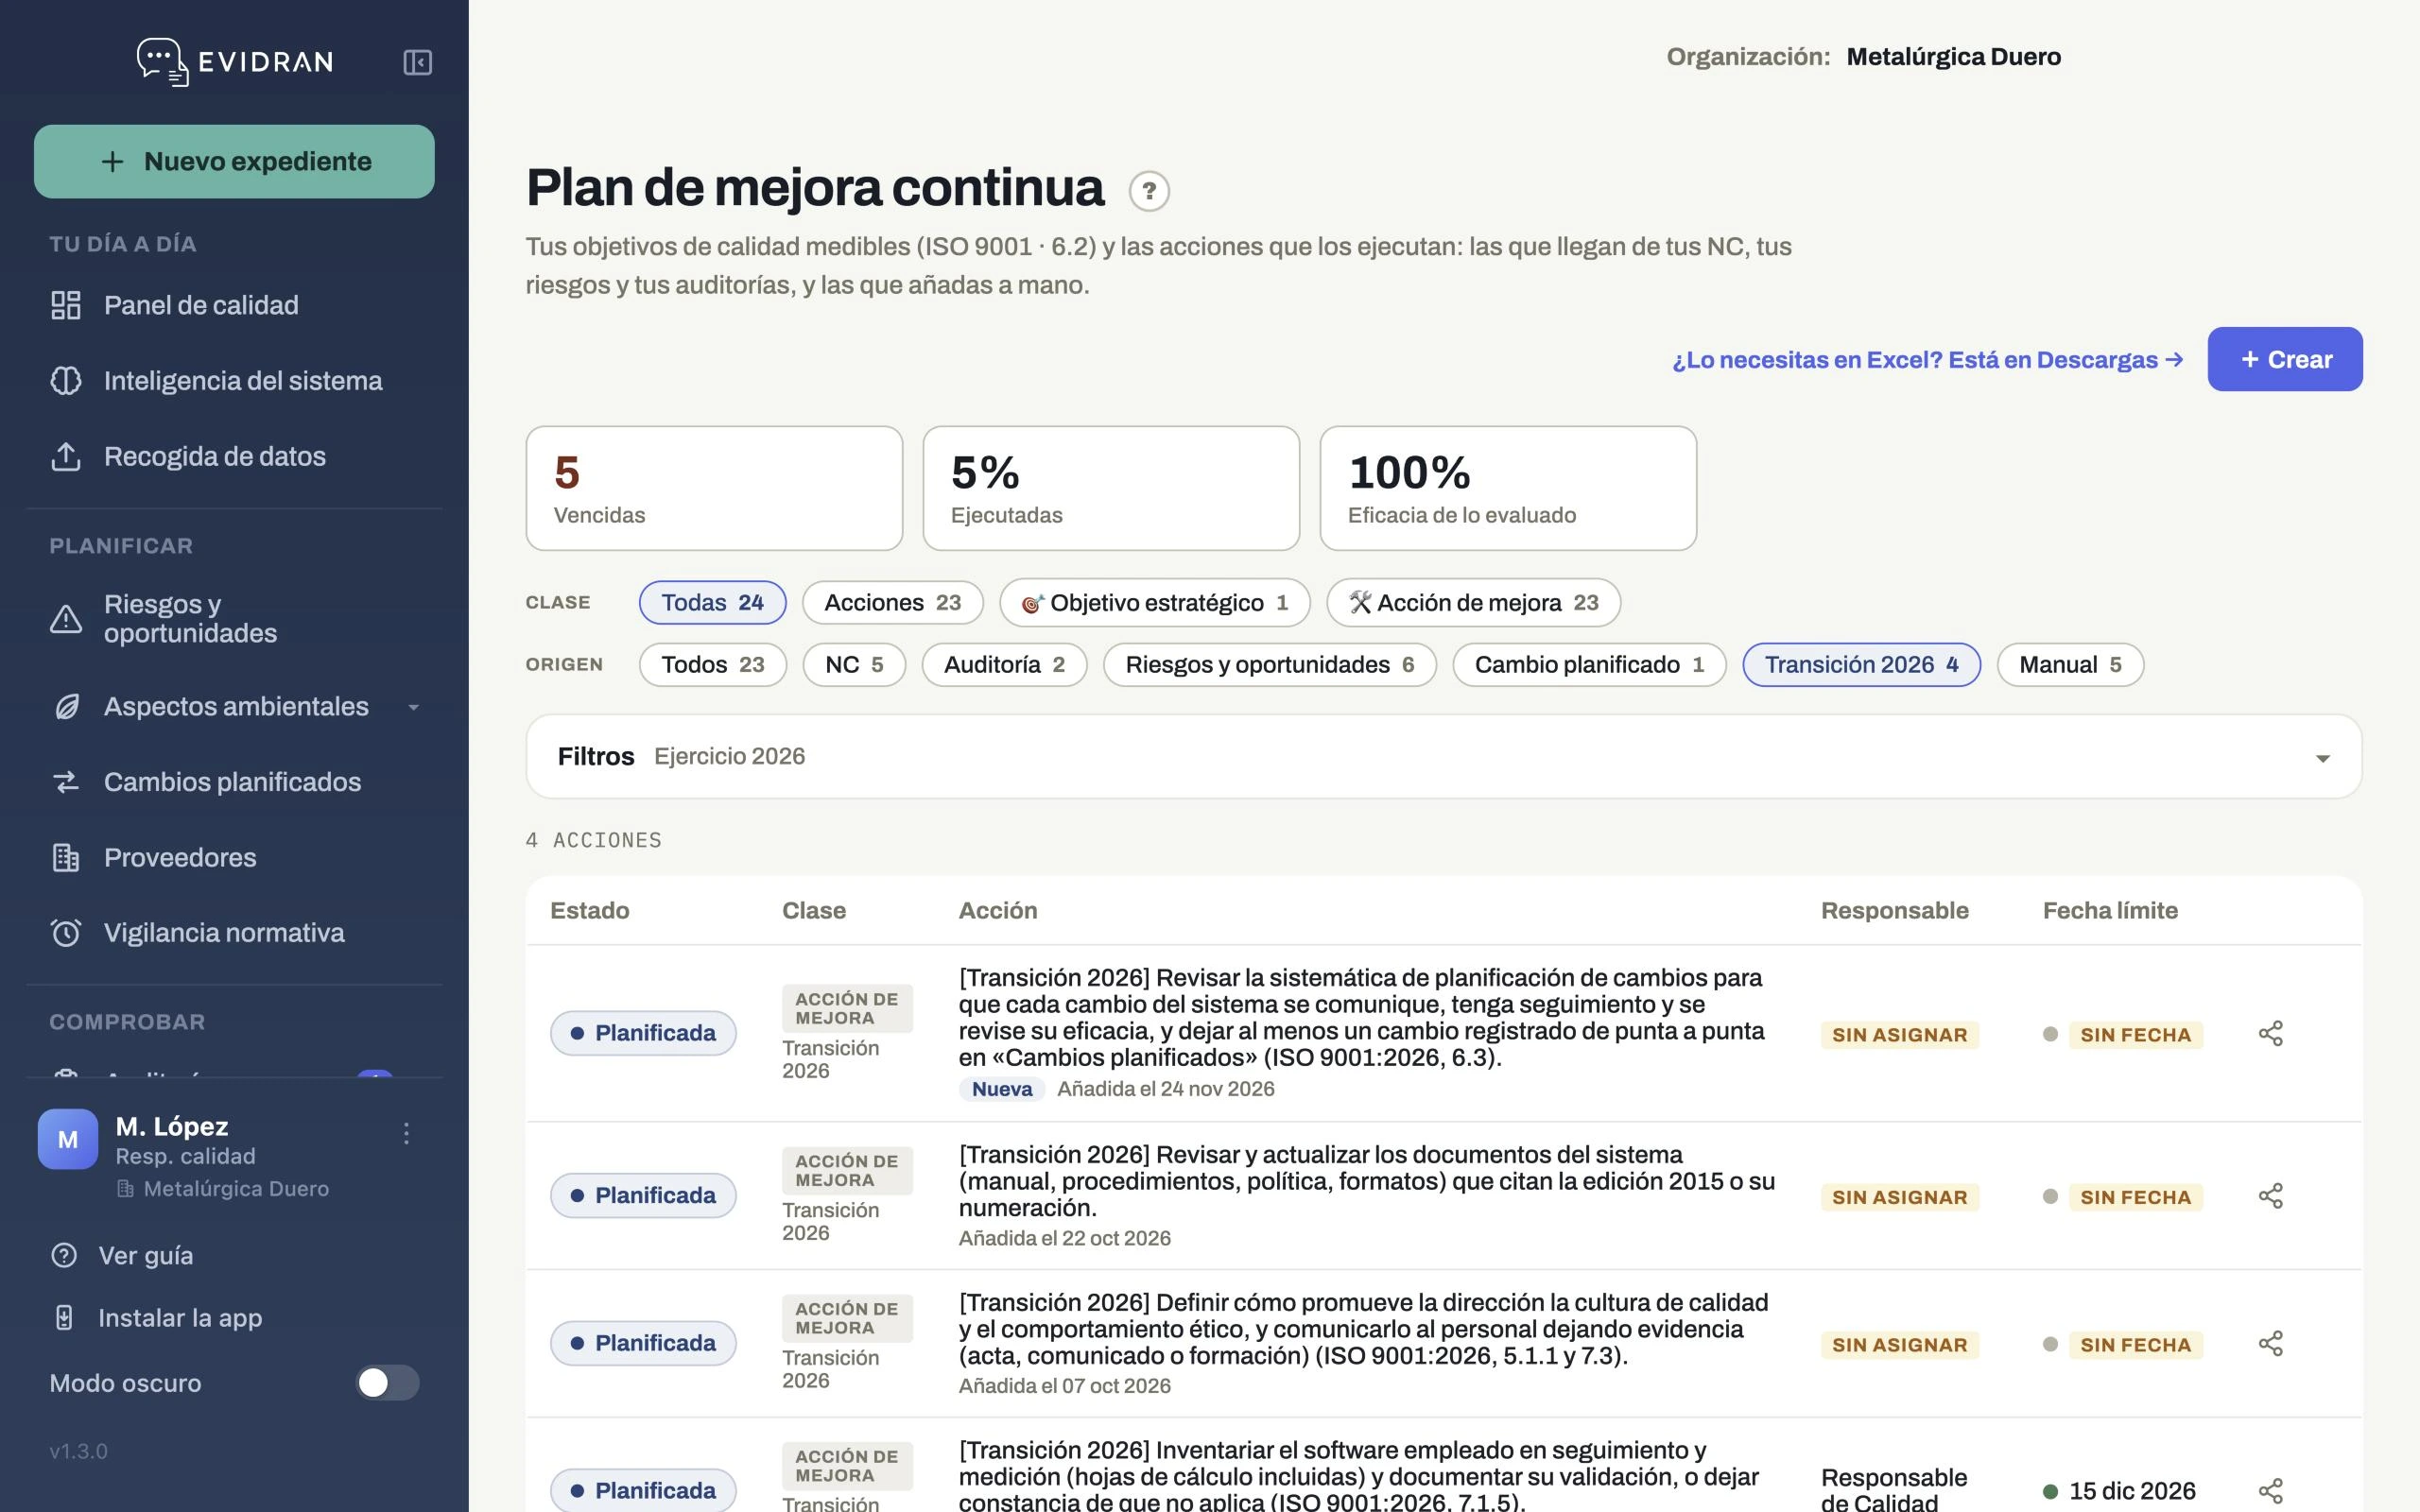 EVIDRAN
+ Nuevo expediente
TU DÍA A DÍA
Panel de calidad
Inteligencia del sistema
Recogida de datos
PLANIFICAR
Riesgos y
oportunidades
Aspectos ambientales
Cambios planificados
Proveedores
Vigilancia normativa
COMPROBAR
M
M. López
Resp. calidad
Metalúrgica Duero
Ver guía
Instalar la app
Modo oscuro
v1.3.0
Organización: Metalúrgica Duero
Plan de mejora continua ?
Tus objetivos de calidad medibles (ISO 9001 · 6.2) y las acciones que los ejecutan: las que llegan de tus NC, tus
riesgos y tus auditorías, y las que añadas a mano.
¿Lo necesitas en Excel? Está en Descargas →
+ Crear
5
Vencidas
5%
Ejecutadas
100%
Eficacia de lo evaluado
CLASE Todas 24 Acciones 23 🎯 Objetivo estratégico 1 🛠 Acción de mejora 23
ORIGEN Todos 23 NC 5 Auditoría 2 Riesgos y oportunidades 6 Cambio planificado 1 Transición 2026 4 Manual 5
Filtros Ejercicio 2026
4 ACCIONES
Estado Clase Acción Responsable Fecha límite
Planificada
ACCIÓN DE
MEJORA
Transición
2026
[Transición 2026] Revisar la sistemática de planificación de cambios para
que cada cambio del sistema se comunique, tenga seguimiento y se
revise su eficacia, y dejar al menos un cambio registrado de punta a punta
en «Cambios planificados» (ISO 9001:2026, 6.3).
Nueva Añadida el 24 nov 2026
SIN ASIGNAR
SIN FECHA
Planificada
ACCIÓN DE
MEJORA
Transición
2026
[Transición 2026] Revisar y actualizar los documentos del sistema
(manual, procedimientos, política, formatos) que citan la edición 2015 o su
numeración.
Añadida el 22 oct 2026
SIN ASIGNAR
SIN FECHA
Planificada
ACCIÓN DE
MEJORA
Transición
2026
[Transición 2026] Definir cómo promueve la dirección la cultura de calidad
y el comportamiento ético, y comunicarlo al personal dejando evidencia
(acta, comunicado o formación) (ISO 9001:2026, 5.1.1 y 7.3).
Añadida el 07 oct 2026
SIN ASIGNAR
SIN FECHA
Planificada
ACCIÓN DE
MEJORA
Transición
[Transición 2026] Inventariar el software empleado en seguimiento y
medición (hojas de cálculo incluidas) y documentar su validación, o dejar
constancia de que no aplica (ISO 9001:2026, 7.1.5).
Responsable
de Calidad
15 dic 2026